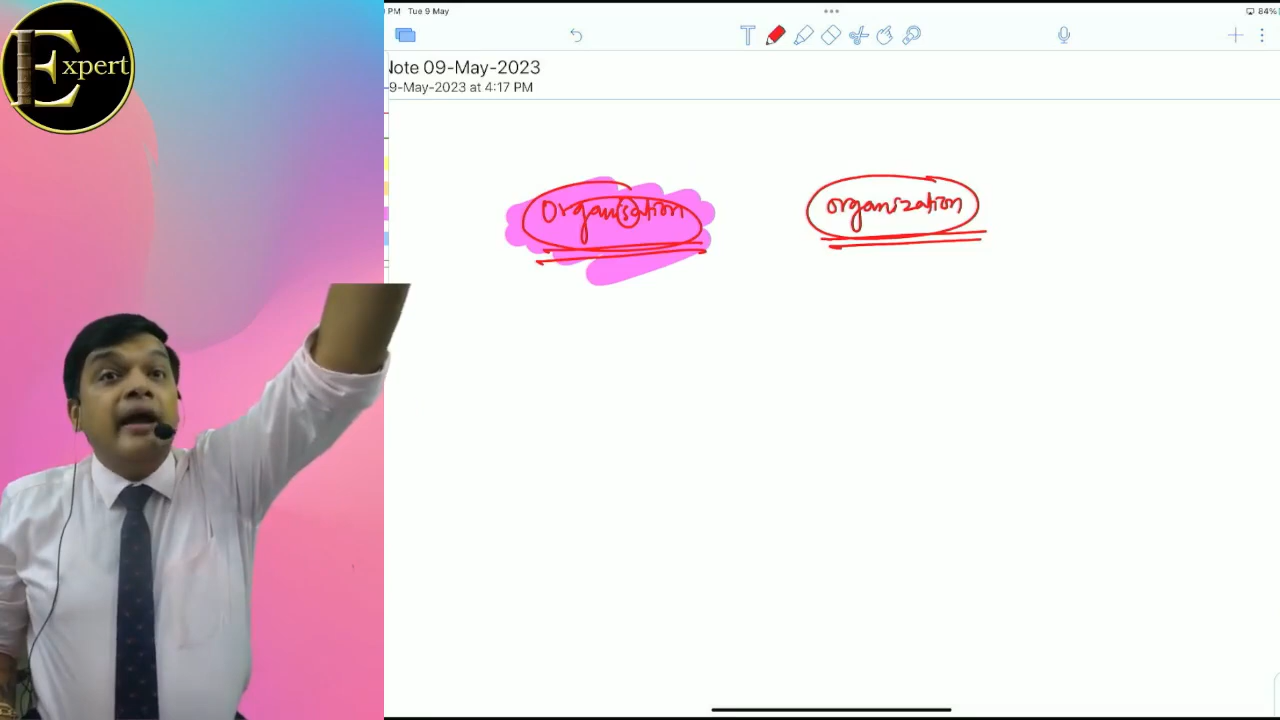 Expert
PM Tue 9 May
84%
Note 09-May-2023
9-May-2023 at 4:17 PM
T
organisation organization